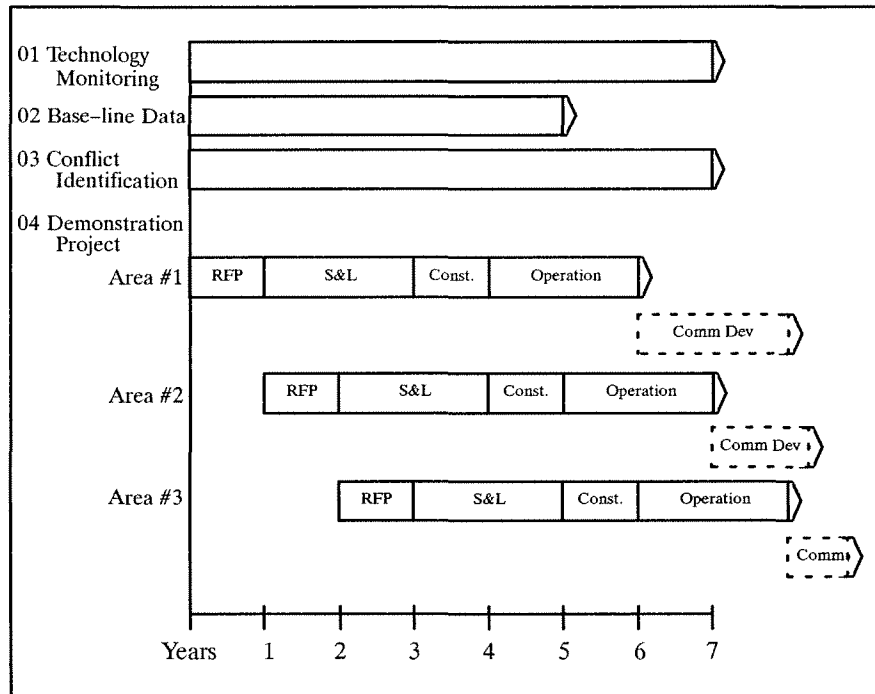 01 Technology
Monitoring
02 Base-line Data
03 Conflict
Identification
04 Demonstration
Project
Area #1
RFP
S&L
Const.
Operation
Comm Dev
Area #2
RFP
S&L
Const.
Operation
Comm Dev
Area #3
RFP
S&L
Const.
Operation
Comm
Years 1 2 3 4 5 6 7